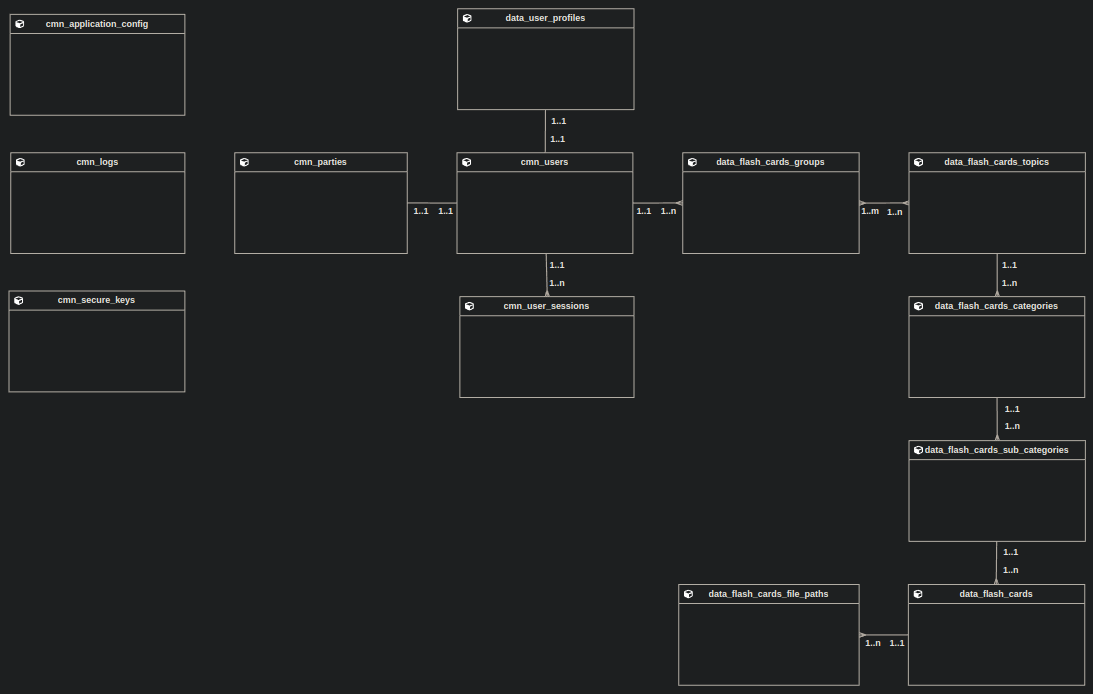 cmn_application_config
data_user_profiles
1..1
1..1
cmn_logs
cmn_parties
cmn_users
data_flash_cards_groups
data_flash_cards_topics
1..1 1..1
1..1 1..n
1..m 1..n
1..1
1..n
1..1
1..n
cmn_secure_keys
cmn_user_sessions
data_flash_cards_categories
1..1
1..n
data_flash_cards_sub_categories
1..1
1..n
data_flash_cards_file_paths
data_flash_cards
1..n 1..1